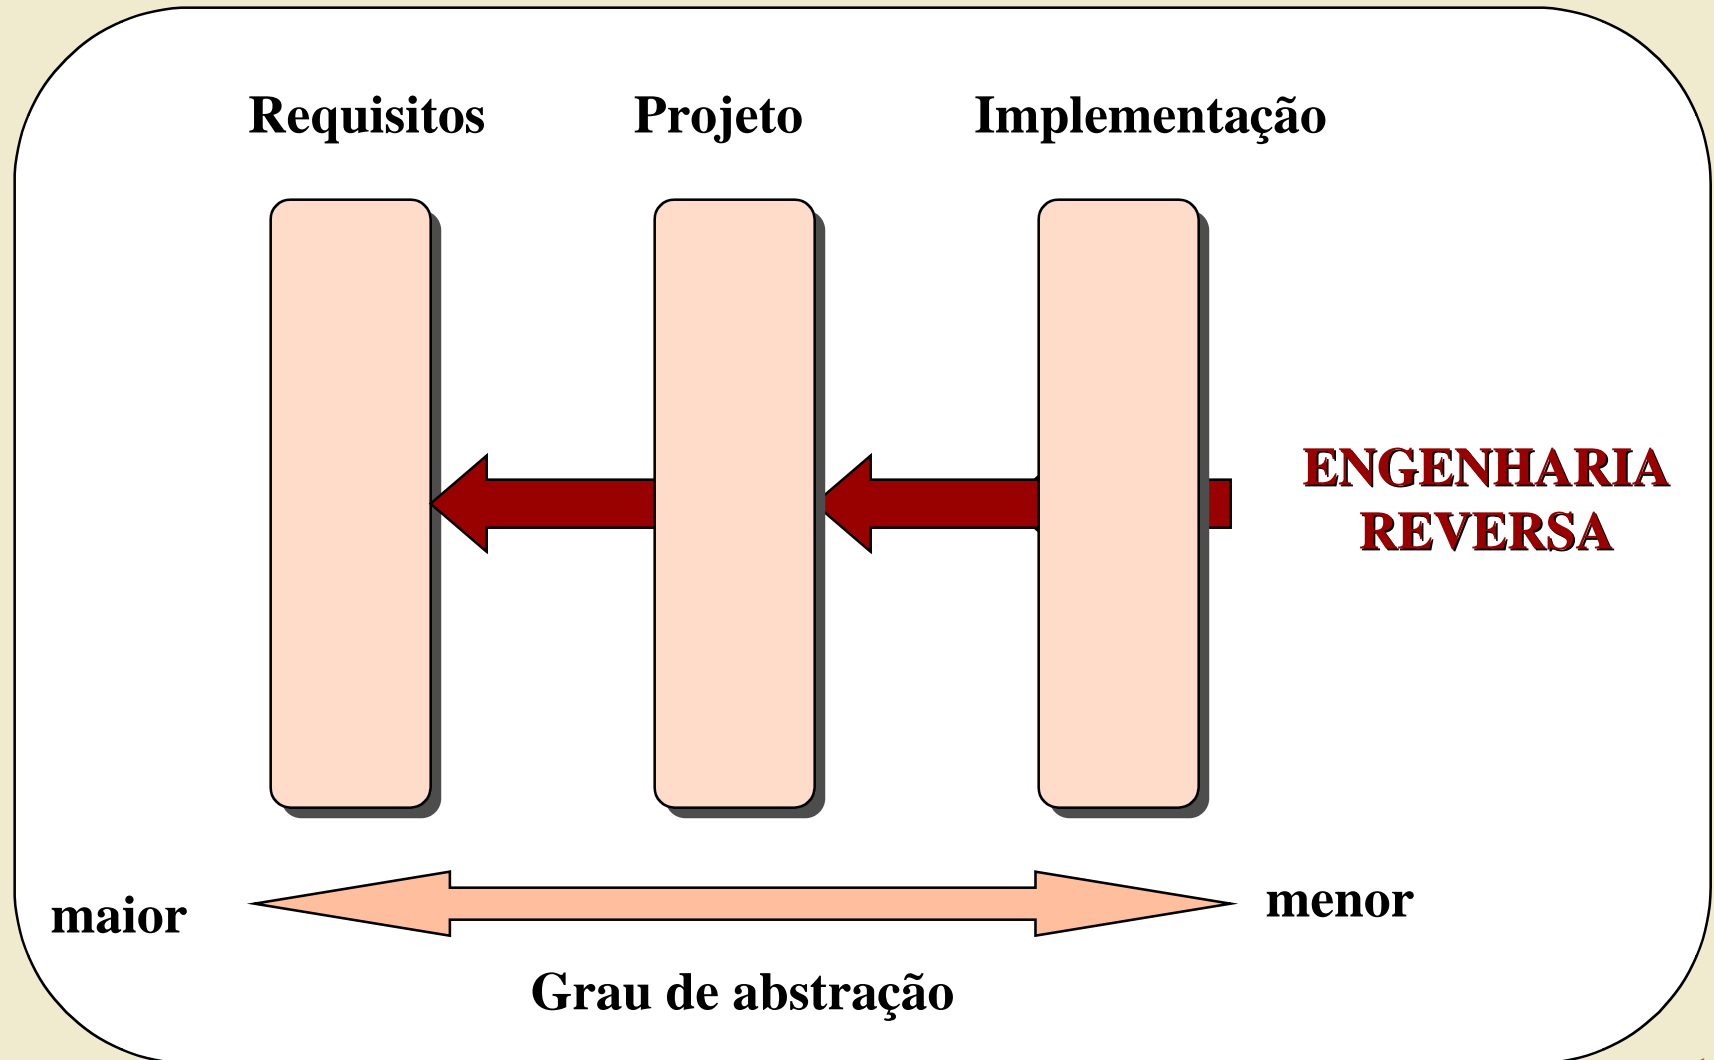 Requisitos Projeto Implementação
ENGENHARIA
REVERSA
maior menor
Grau de abstração